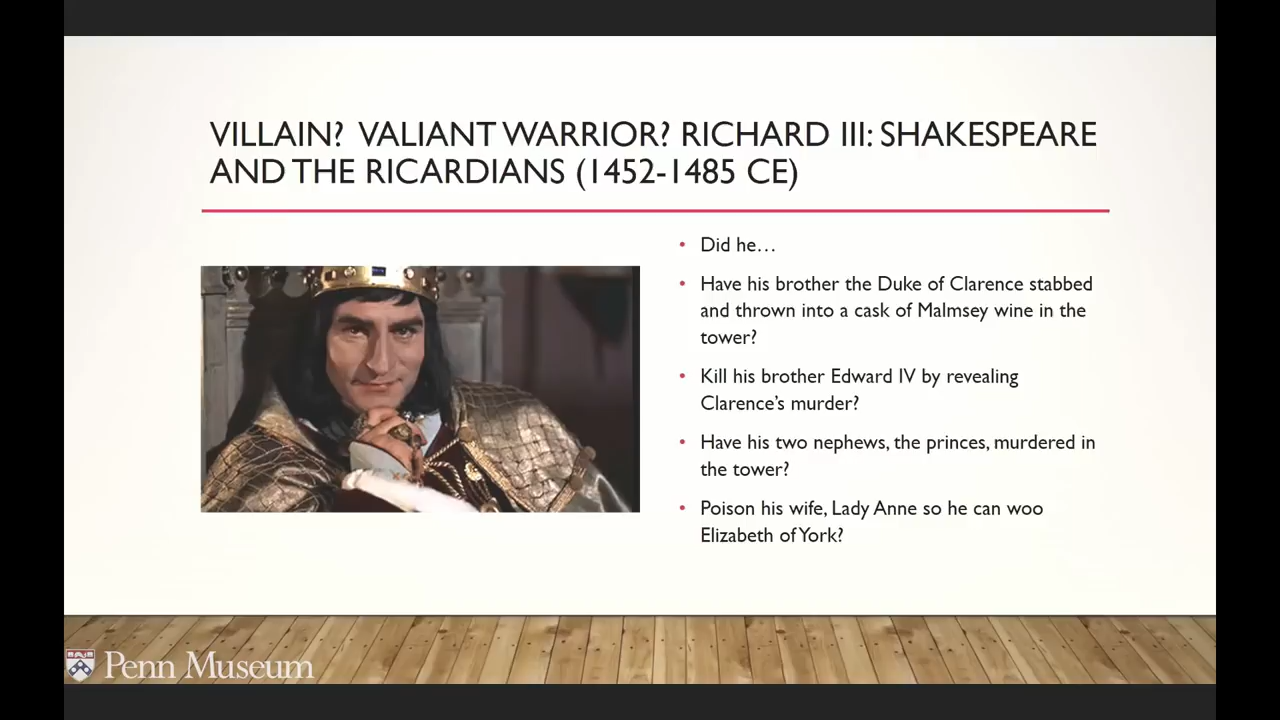 VILLAIN? VALIANT WARRIOR? RICHARD III: SHAKESPEARE
AND THE RICARDIANS (1452-1485 CE)
• Did he…
• Have his brother the Duke of Clarence stabbed
and thrown into a cask of Malmsey wine in the
tower?
• Kill his brother Edward IV by revealing
Clarence’s murder?
• Have his two nephews, the princes, murdered in
the tower?
• Poison his wife, Lady Anne so he can woo
Elizabeth of York?
Penn Museum